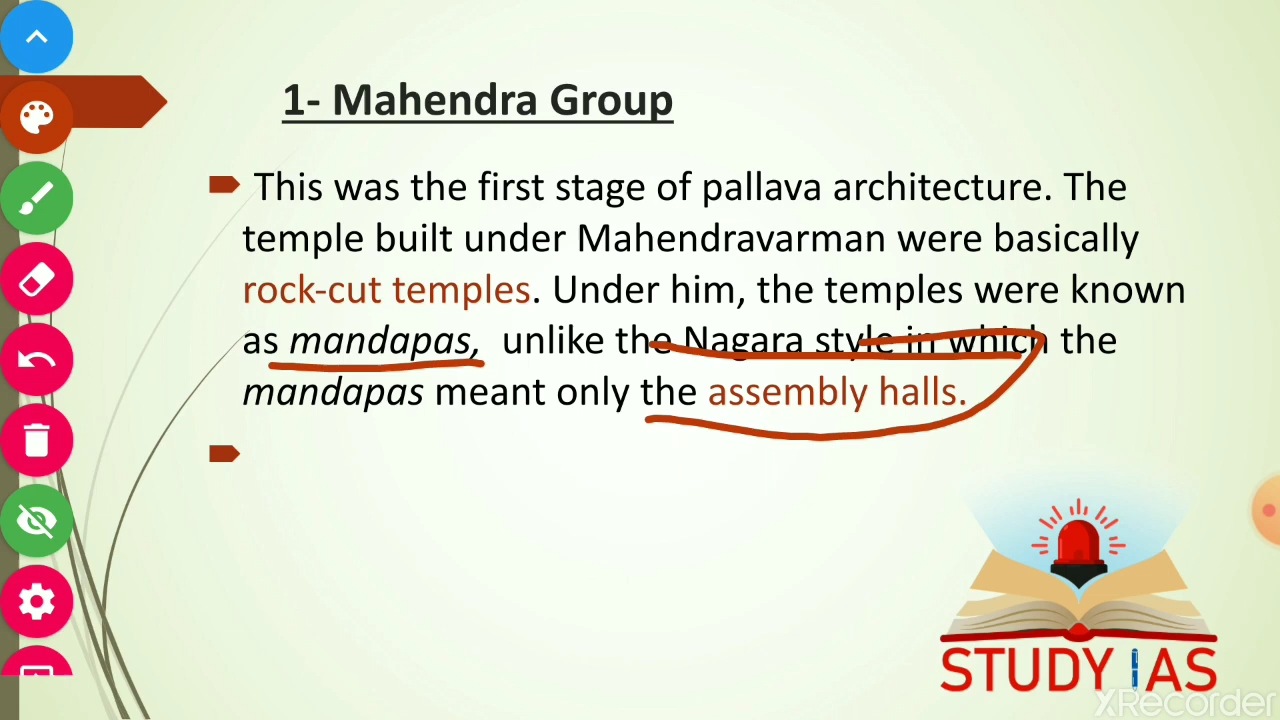 1- Mahendra Group
This was the first stage of pallava architecture. The
temple built under Mahendravarman were basically
rock-cut temples. Under him, the temples were known
as mandapas, unlike the Nagara style in which the
mandapas meant only the assembly halls.
STUDY IAS
XRecorder